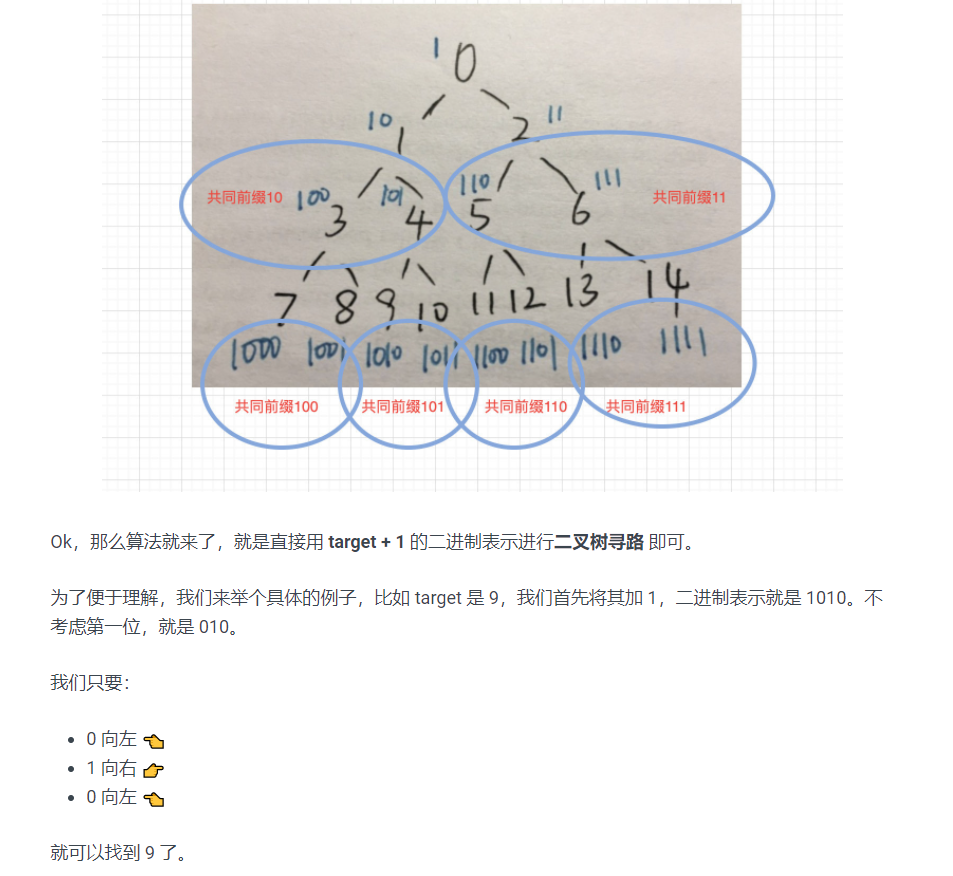 1 0
10 1 2 11
共同前缀10 100 3 101 4 110 5 111 6 共同前缀11
7 8 9 10 11 12 13 14
1000 1001 1010 1011 1100 1101 1110 1111
共同前缀100 共同前缀101 共同前缀110 共同前缀111
Ok，那么算法就来了，就是直接用 target + 1 的二进制表示进行二叉树寻路 即可。
为了便于理解，我们来举个具体的例子，比如 target 是 9，我们首先将其加 1，二进制表示就是 1010。不
考虑第一位，就是 010。
我们只要：
• 0 向左 👈
• 1 向右 👉
• 0 向左 👈
就可以找到 9 了。